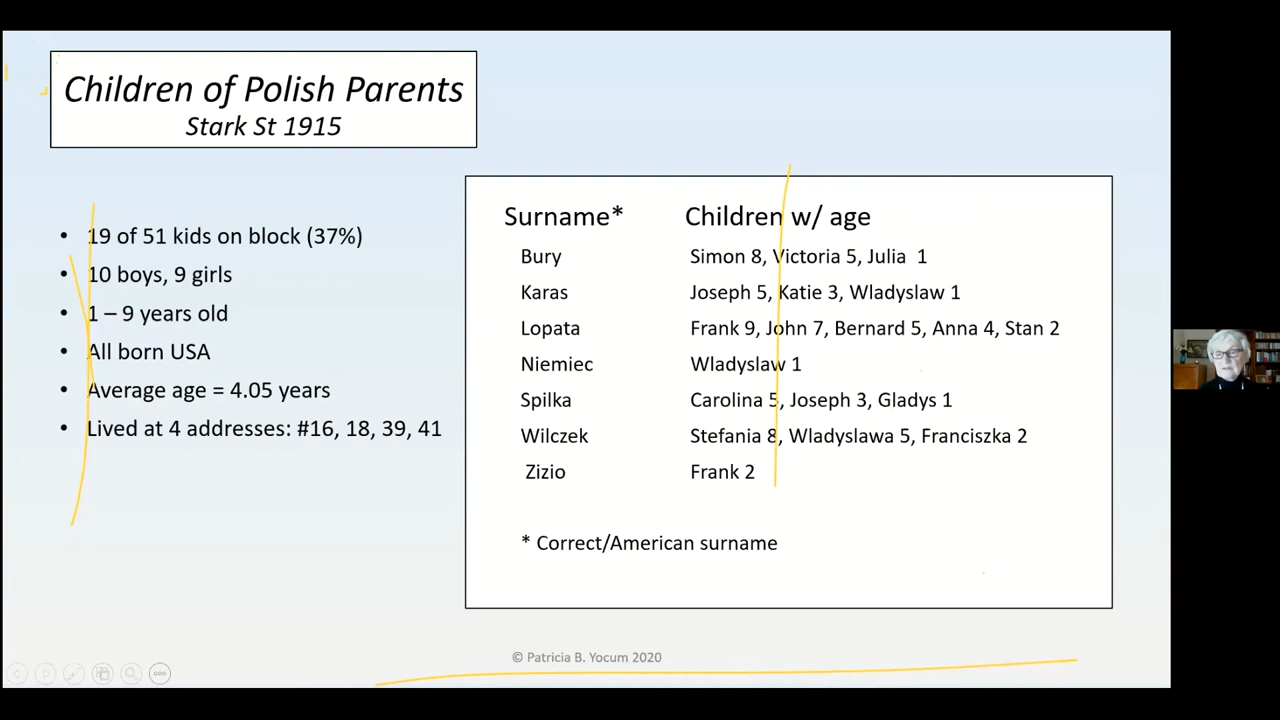 Children of Polish Parents
Stark St 1915
• 19 of 51 kids on block (37%)
• 10 boys, 9 girls
• 1 – 9 years old
• All born USA
• Average age = 4.05 years
• Lived at 4 addresses: #16, 18, 39, 41
Surname* Children w/ age
Bury Simon 8, Victoria 5, Julia 1
Karas Joseph 5, Katie 3, Wladyslaw 1
Lopata Frank 9, John 7, Bernard 5, Anna 4, Stan 2
Niemiec Wladyslaw 1
Spilka Carolina 5, Joseph 3, Gladys 1
Wilczek Stefania 8, Wladyslawa 5, Franciszka 2
Zizio Frank 2
* Correct/American surname
© Patricia B. Yocum 2020